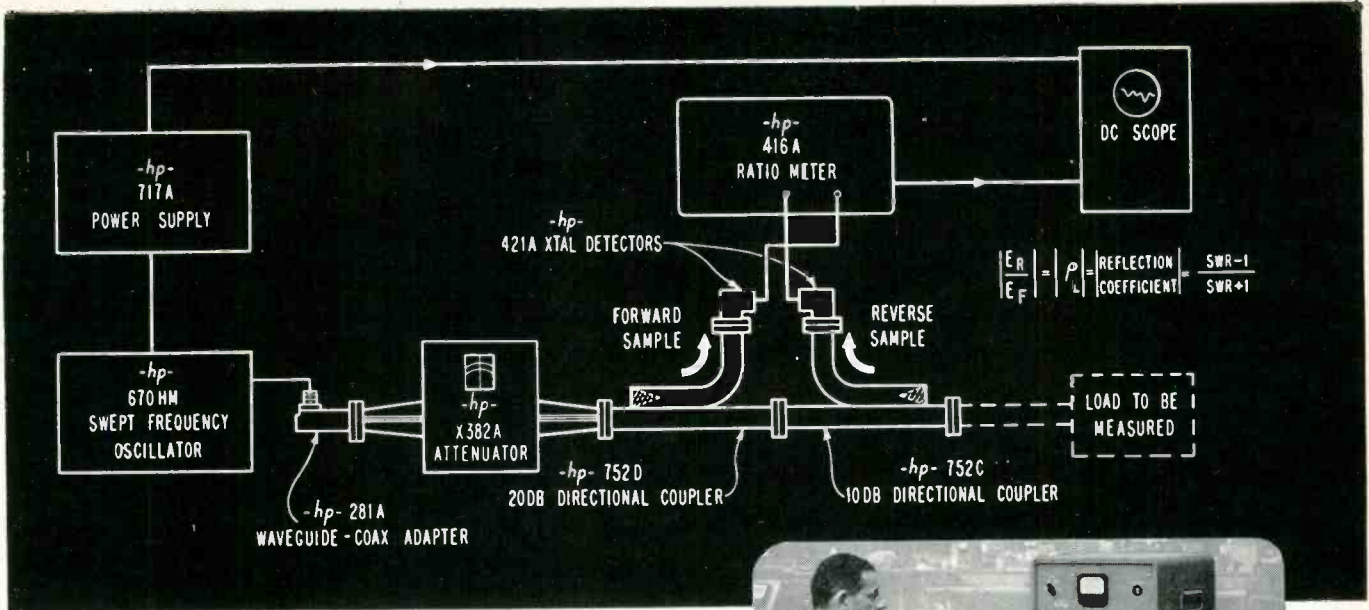 -hp-
717A
POWER SUPPLY
-hp-
416A
RATIO METER
DC SCOPE
-hp-
421A XTAL DETECTORS
|E_R/E_F| = |ρ_L| = |REFLECTION COEFFICIENT| = SWR-1/SWR+1
FORWARD
SAMPLE
REVERSE
SAMPLE
-hp-
670HM
SWEPT FREQUENCY
OSCILLATOR
-hp-
X382A
ATTENUATOR
LOAD TO BE
MEASURED
-hp- 281A
WAVEGUIDE-COAX ADAPTER
-hp- 752D
20DB DIRECTIONAL COUPLER
-hp- 752C
10DB DIRECTIONAL COUPLER